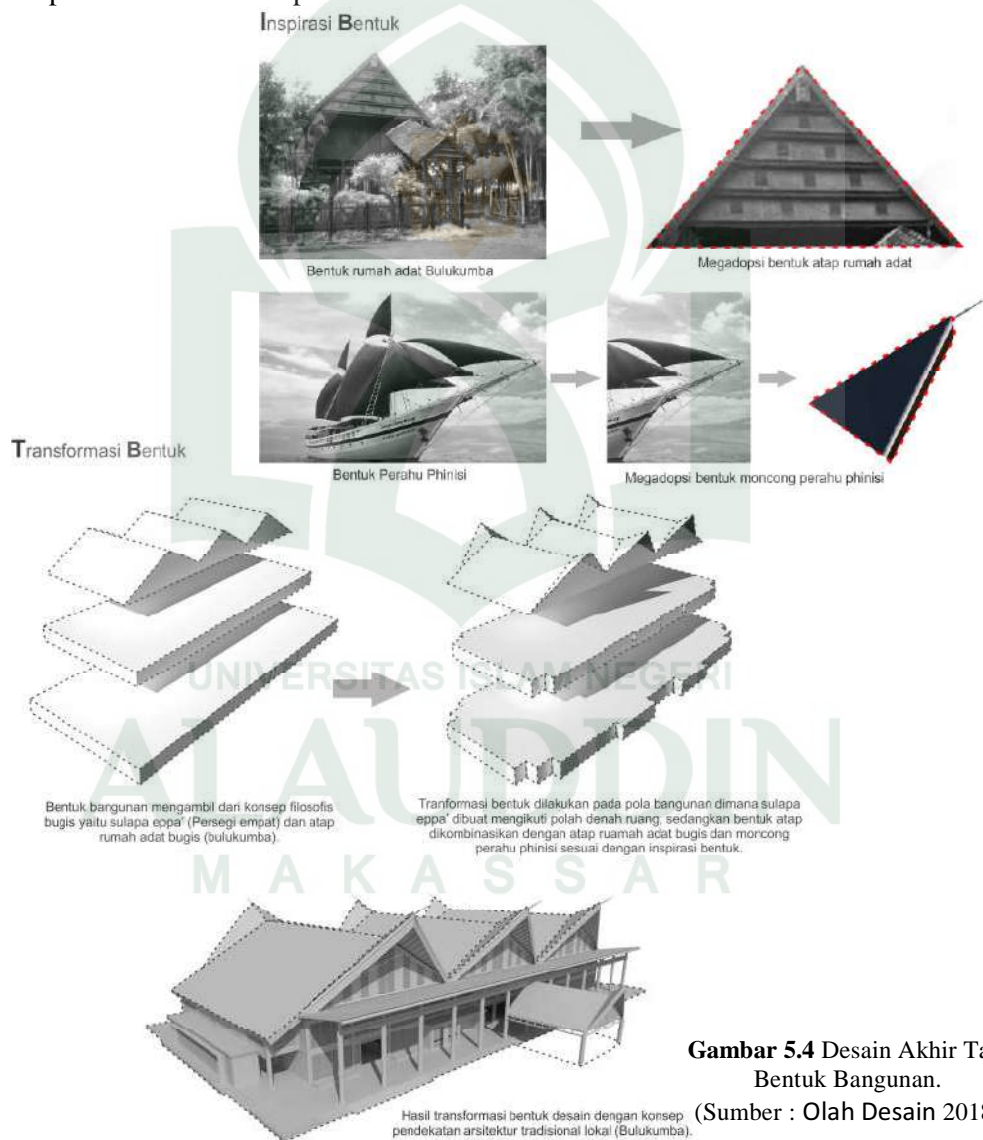 Inspirasi Bentuk
Bentuk rumah adat Bulukumba
Megadopsi bentuk atap rumah adat
Bentuk Perahu Phinisi
Megadopsi bentuk moncong perahu phinisi
Transformasi Bentuk
UNIVERSITAS ISLAM NEGERI
ALAUDDIN
MAKASSAR
Bentuk bangunan mengambil dari konsep filosofis
bugis yaitu sulapa eppa' (Persegi empat) dan atap
rumah adat bugis (bulukumba).
Tranformasi bentuk dilakukan pada pola bangunan dimana sulapa
eppa' dibuat mengikuti polah denah ruang, sedangkan bentuk atap
dikombinasikan dengan atap ruamah adat bugis dan moncong
perahu phinisi sesuai dengan inspirasi bentuk.
Hasil transformasi bentuk desain dengan konsep
pendekatan arsitektur tradisional lokal (Bulukumba).
Gambar 5.4 Desain Akhir Ta
Bentuk Bangunan.
(Sumber : Olah Desain 2018